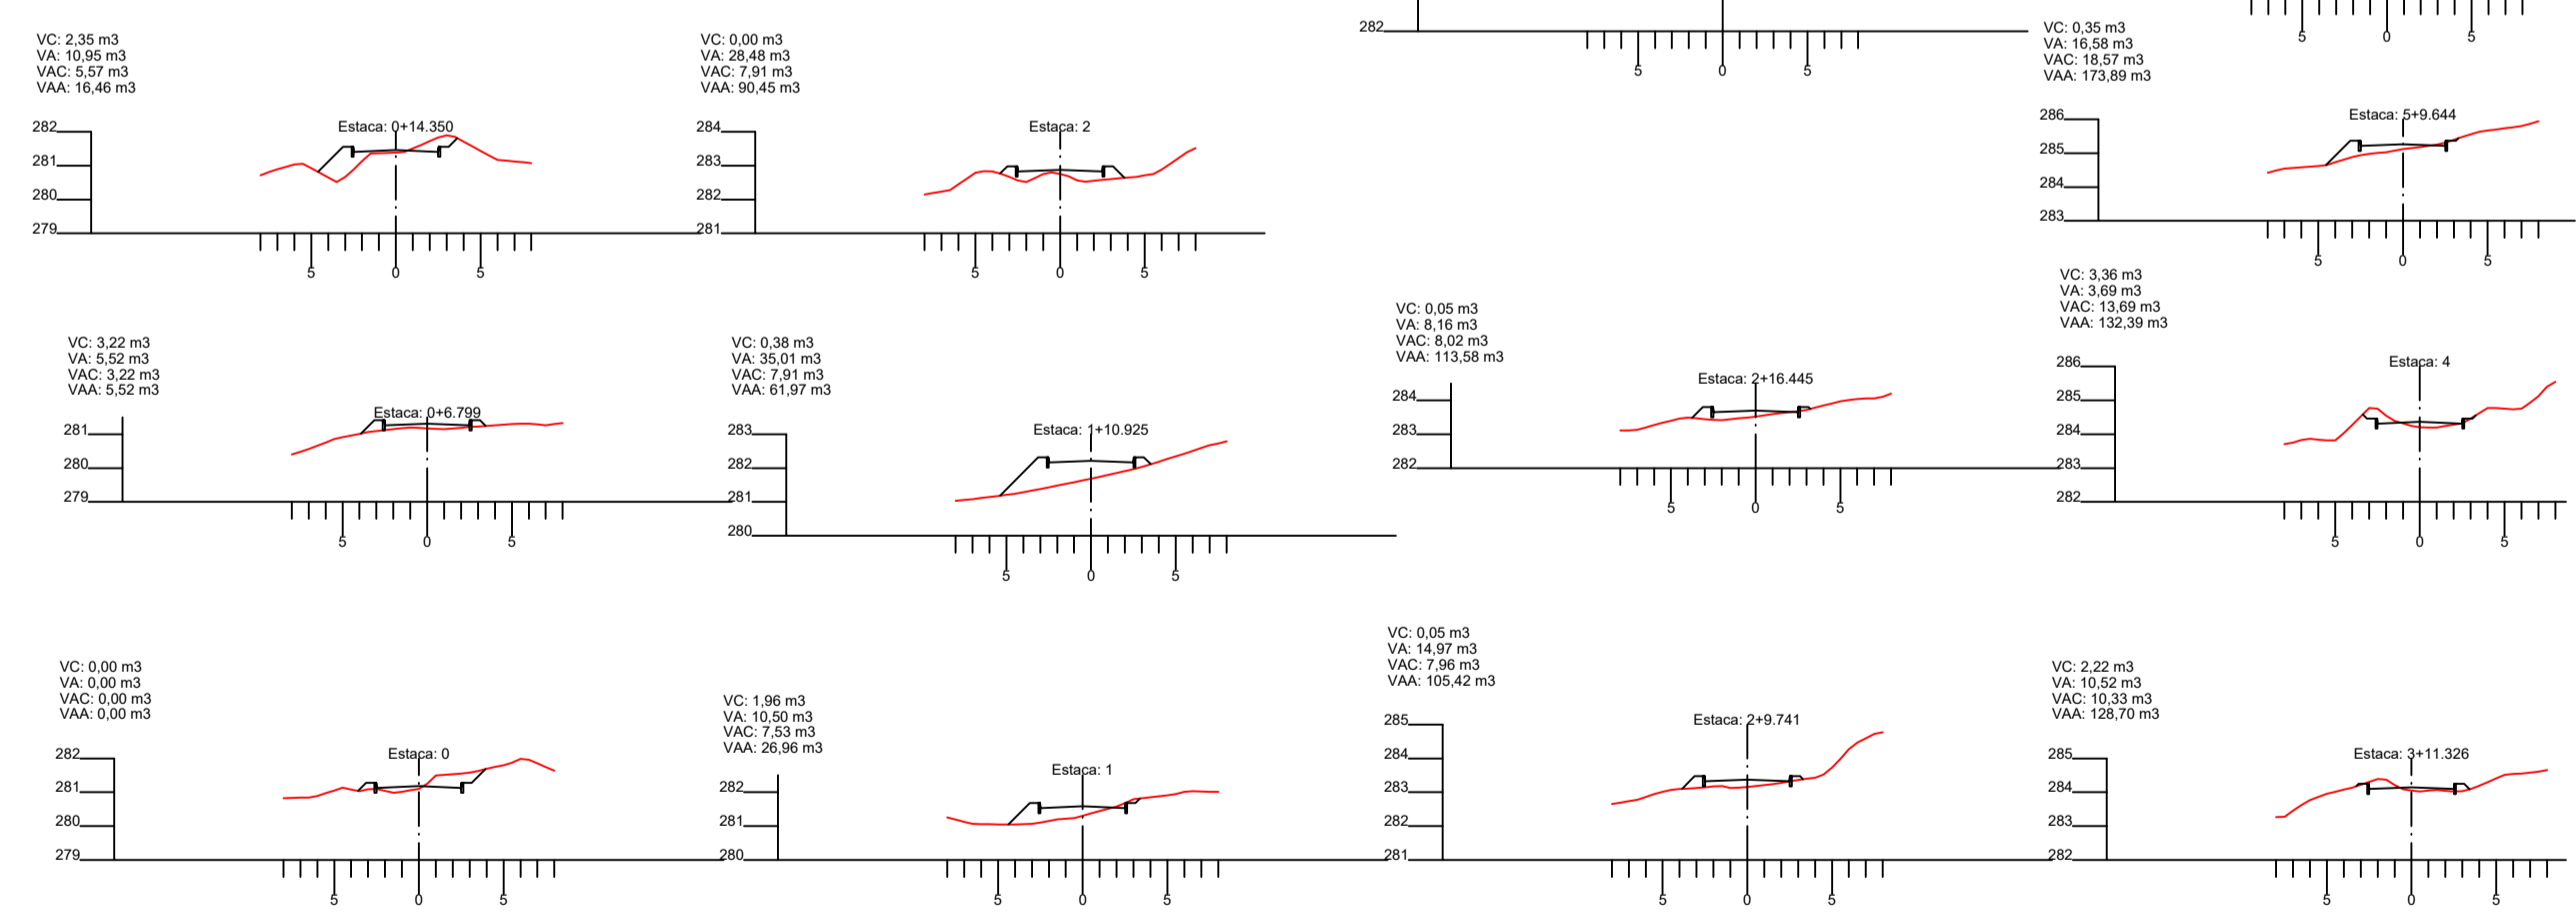 282
5 0 5
5 0 5
VC: 2,35 m3
VA: 10,95 m3
VAC: 5,57 m3
VAA: 16,46 m3
Estaca: 0+14.350
282
281
280
279
5 0 5
VC: 0,00 m3
VA: 28,48 m3
VAC: 7,91 m3
VAA: 90,45 m3
Estaca: 2
284
283
282
281
5 0 5
VC: 0,35 m3
VA: 16,58 m3
VAC: 18,57 m3
VAA: 173,89 m3
Estaca: 5+9.644
286
285
284
283
5 0 5
VC: 3,22 m3
VA: 5,52 m3
VAC: 3,22 m3
VAA: 5,52 m3
Estaca: 0+6.799
281
280
279
5 0 5
VC: 0,38 m3
VA: 35,01 m3
VAC: 7,91 m3
VAA: 61,97 m3
Estaca: 1+10.925
283
282
281
280
5 0 5
VC: 0,05 m3
VA: 8,16 m3
VAC: 8,02 m3
VAA: 113,58 m3
Estaca: 2+16.445
284
283
282
5 0 5
VC: 3,36 m3
VA: 3,69 m3
VAC: 13,69 m3
VAA: 132,39 m3
Estaca: 4
286
285
284
283
282
5 0 5
VC: 0,00 m3
VA: 0,00 m3
VAC: 0,00 m3
VAA: 0,00 m3
Estaca: 0
282
281
280
279
5 0 5
VC: 1,96 m3
VA: 10,50 m3
VAC: 7,53 m3
VAA: 26,96 m3
Estaca: 1
282
281
280
5 0 5
VC: 0,05 m3
VA: 14,97 m3
VAC: 7,96 m3
VAA: 105,42 m3
Estaca: 2+9.741
285
284
283
282
281
5 0 5
VC: 2,22 m3
VA: 10,52 m3
VAC: 10,33 m3
VAA: 128,70 m3
Estaca: 3+11.326
285
284
283
282
5 0 5